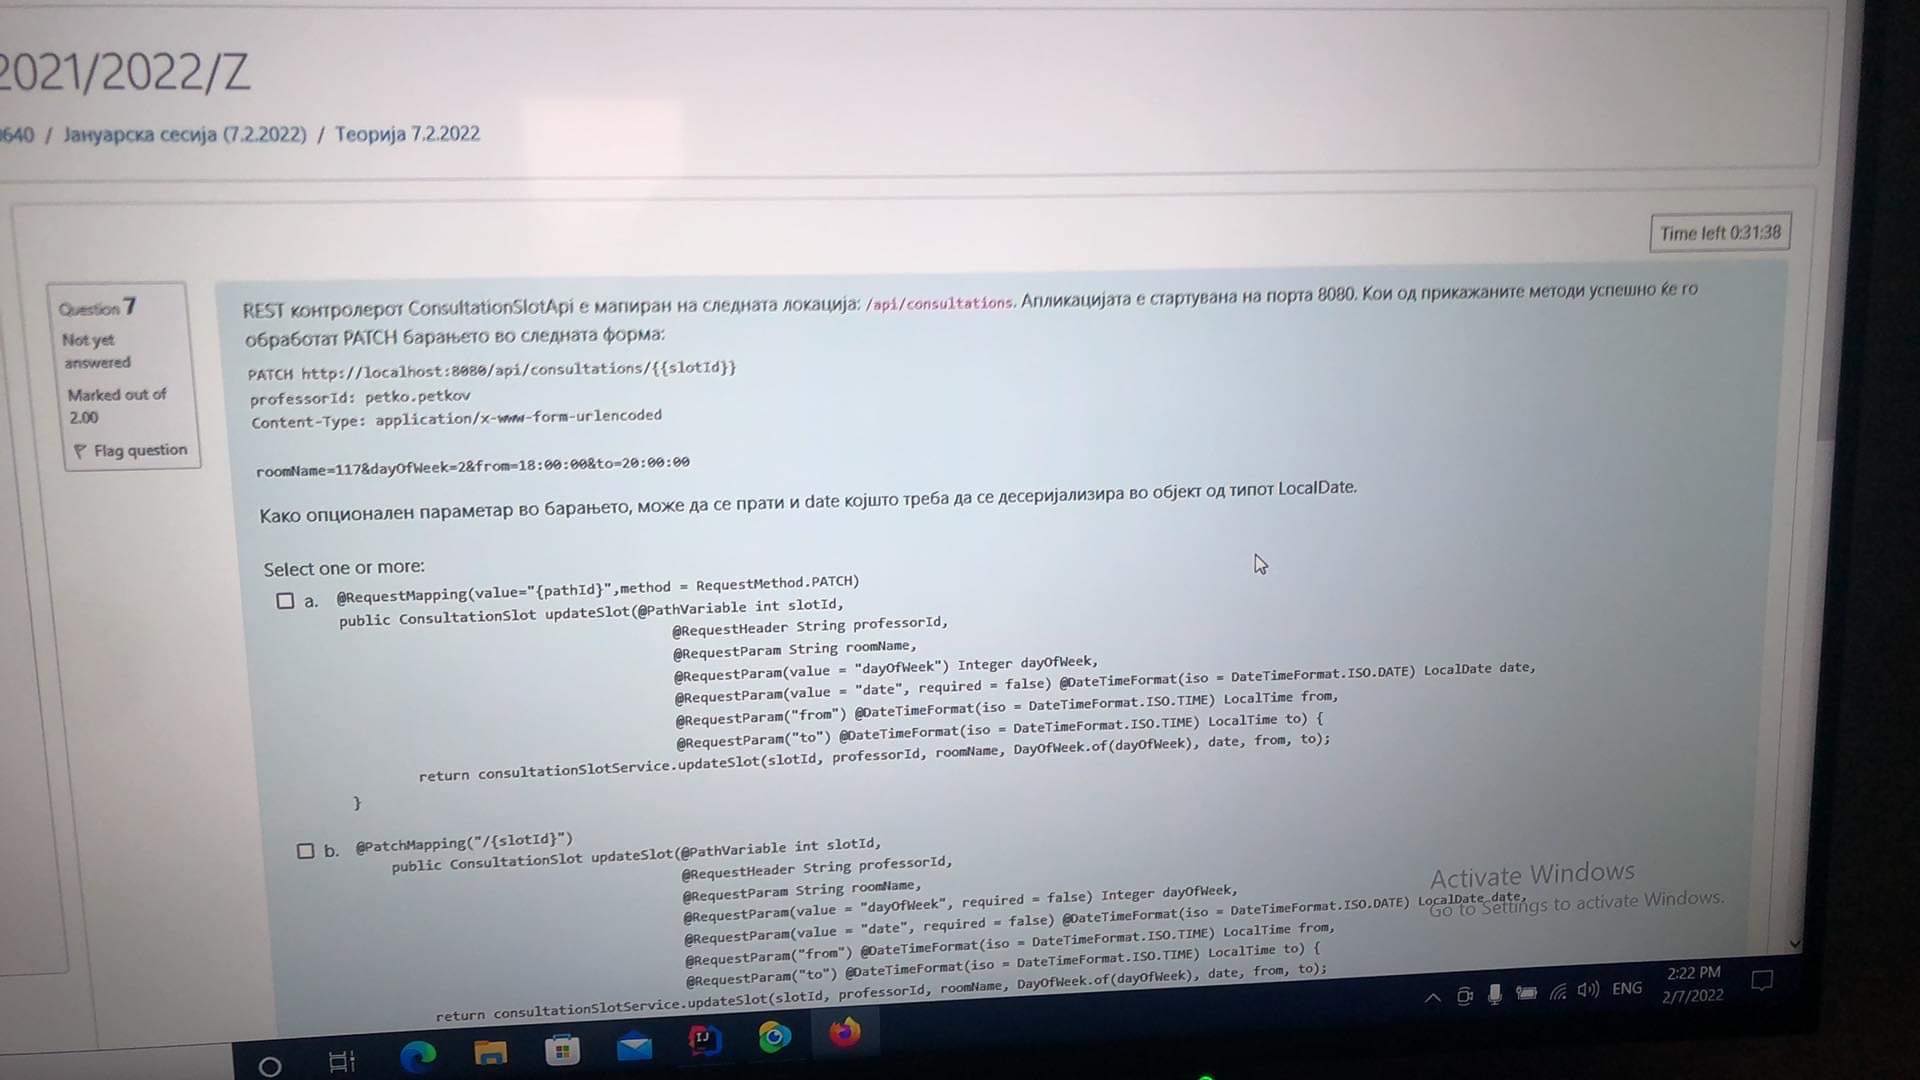 2021/2022/Z
640 / Јануарска сесија (7.2.2022) / Теорија 7.2.2022
Time left 0:31:38
Question 7
Not yet
answered
Marked out of
2.00
Flag question
REST контролерот ConsultationSlotApi е мапиран на следната локација: /api/consultations. Апликацијата е стартувана на порта 8080. Кои од прикажаните методи успешно ќе го
обработат PATCH барањето во следната форма:
PATCH http://localhost:8080/api/consultations/{{slotId}}
professorId: petko.petkov
Content-Type: application/x-www-form-urlencoded
roomName=117&dayOfWeek=2&from=18:00:00&to=20:00:00
Како опционален параметар во барањето, може да се прати и date којшто треба да се десеријализира во објект од типот LocalDate.
Select one or more:
a. @RequestMapping(value="{pathId}",method = RequestMethod.PATCH)
public ConsultationSlot updateSlot(@PathVariable int slotId,
@RequestHeader String professorId,
@RequestParam String roomName,
@RequestParam(value = "dayOfWeek") Integer dayOfWeek,
@RequestParam(value = "date", required = false) @DateTimeFormat(iso = DateTimeFormat.ISO.DATE) LocalDate date,
@RequestParam("from") @DateTimeFormat(iso = DateTimeFormat.ISO.TIME) LocalTime from,
@RequestParam("to") @DateTimeFormat(iso = DateTimeFormat.ISO.TIME) LocalTime to) {
return consultationSlotService.updateSlot(slotId, professorId, roomName, DayOfWeek.of(dayOfWeek), date, from, to);
}
b. @PatchMapping("/{slotId}")
public ConsultationSlot updateSlot(@PathVariable int slotId,
@RequestHeader String professorId,
@RequestParam String roomName,
@RequestParam(value = "dayOfWeek", required = false) Integer dayOfWeek,
@RequestParam(value = "date", required = false) @DateTimeFormat(iso = DateTimeFormat.ISO.DATE) LocalDate date,
@RequestParam("from") @DateTimeFormat(iso = DateTimeFormat.ISO.TIME) LocalTime from,
@RequestParam("to") @DateTimeFormat(iso = DateTimeFormat.ISO.TIME) LocalTime to) {
return consultationSlotService.updateSlot(slotId, professorId, roomName, DayOfWeek.of(dayOfWeek), date, from, to);
Activate Windows
Go to Settings to activate Windows.
IJ
ENG
2:22 PM
2/7/2022